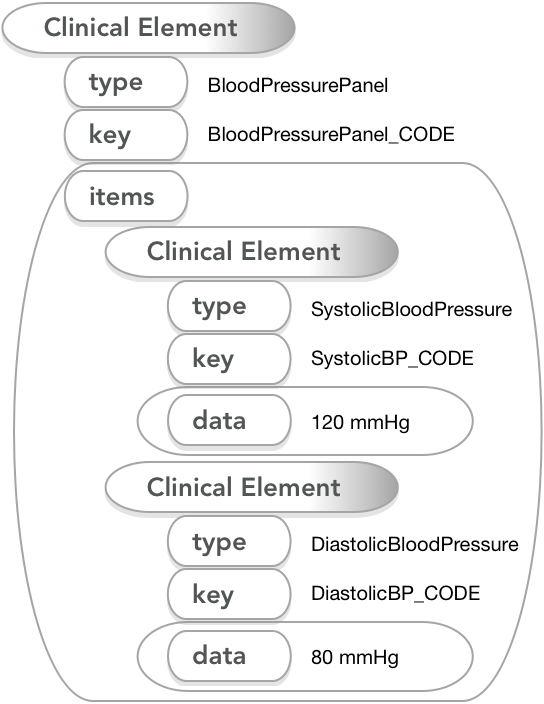 Clinical Element
type BloodPressurePanel
key BloodPressurePanel_CODE
items
Clinical Element
type SystolicBloodPressure
key SystolicBP_CODE
data 120 mmHg
Clinical Element
type DiastolicBloodPressure
key DiastolicBP_CODE
data 80 mmHg